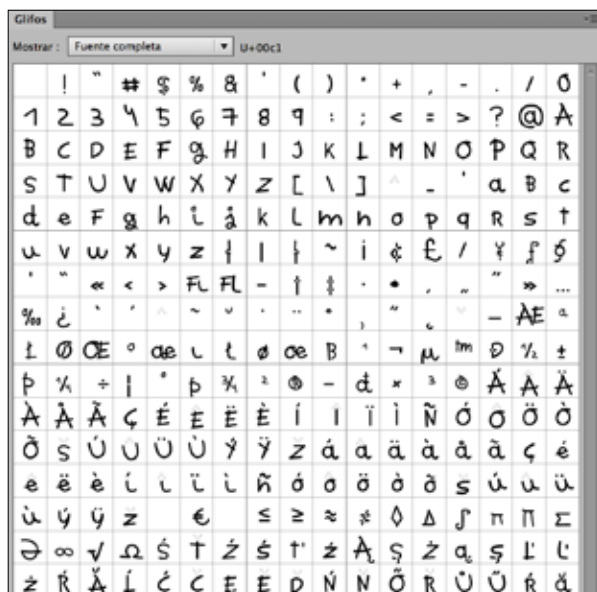 Glifos
Mostrar : Fuente completa U+00c1
! " # $ % & ' ( ) * + , - . / 0
1 2 3 4 5 6 7 8 9 : ; < = > ? @ A
B C D E F G H I J K L M N O P Q R
S T U V W X Y Z [ \ ] ^ _ ' a B c
d e F g h i j k l m n o p q R s t
u v w x y z { | } ~ ¡ ¢ £ / ¥ ƒ
' " « < > FL FL – † ‡ · • " » …
‰ ¿ ` ´ ^ ~ — Æ ª
Ł Ø Œ º æ ł ø œ ß ¬ µ ™ Ð ½ ±
Þ ¼ ÷ ¦ ° þ ¾ ² ® đ × ³ © Á Â Ä
À Å Ã Ç É Ê Ë È Í Î Ï Ì Ñ Ó Ô Ö Ò
Õ Š Ú Û Ü Ù Ý Ÿ Ž á â ä à å ã ç é
ê ë è í î ï ì ñ ó ô ö ò õ š ú û ü
ù ý ÿ ž € ≤ ≥ ≈ ≠ ◊ ∆ ∫ π ∏ ∑
∞ √ Ω Ś Ż ś ż Ą Ş Ź ą ş Ľ ľ
ź Ŕ Ă Ĺ Ć Č Ę Ě Ď Ń Ň Ő Ř Ů Ű ŕ ă